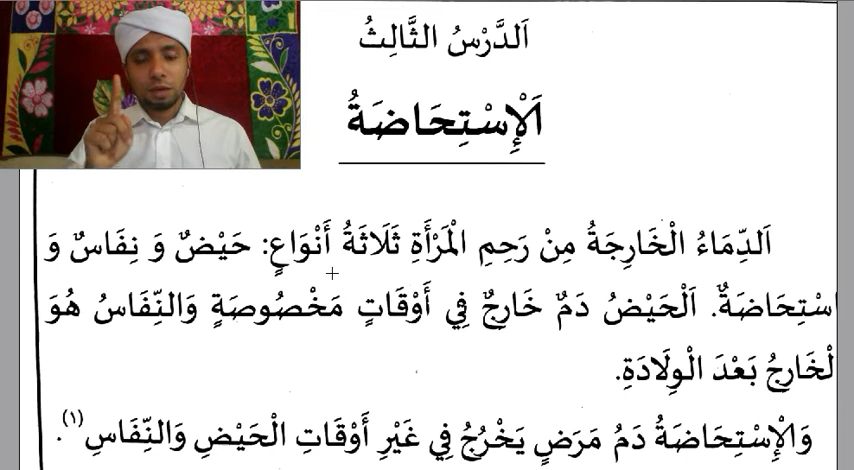 اَلدَّرْسُ الثَّالِثُ
اَلْإِسْتِحَاضَةُ
اَلدِّمَاءُ الْخَارِجَةُ مِنْ رَحِمِ الْمَرْأَةِ ثَلَاثَةُ أَنْوَاعٍ: حَيْضٌ وَ نِفَاسٌ وَ
اسْتِحَاضَةٌ. اَلْحَيْضُ دَمٌ خَارِجٌ فِي أَوْقَاتٍ مَخْصُوصَةٍ وَالنِّفَاسُ هُوَ
لْخَارِجُ بَعْدَ الْوِلَادَةِ.
وَالْإِسْتِحَاضَةُ دَمُ مَرَضٍ يَخْرُجُ فِي غَيْرِ أَوْقَاتِ الْحَيْضِ وَالنِّفَاسِ (١).